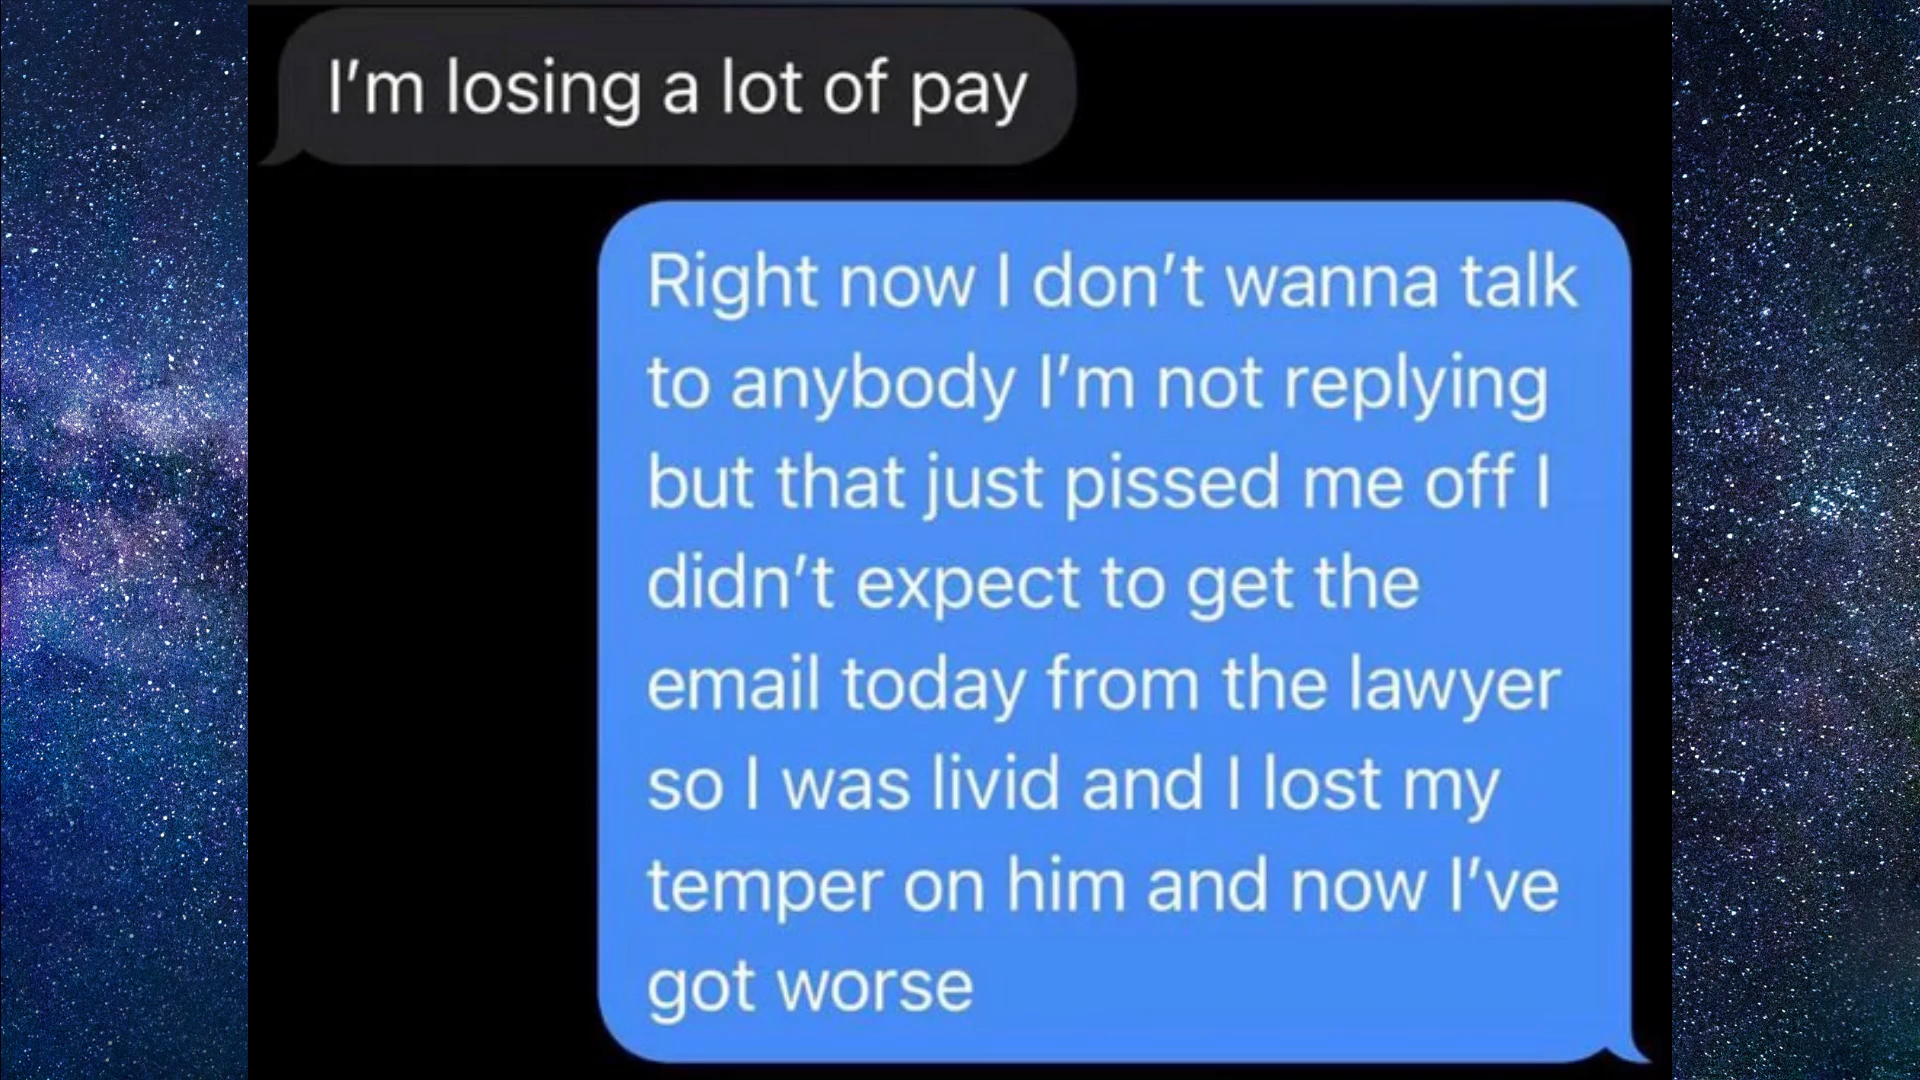 I'm losing a lot of pay
Right now I don't wanna talk
to anybody I'm not replying
but that just pissed me off I
didn't expect to get the
email today from the lawyer
so I was livid and I lost my
temper on him and now I've
got worse